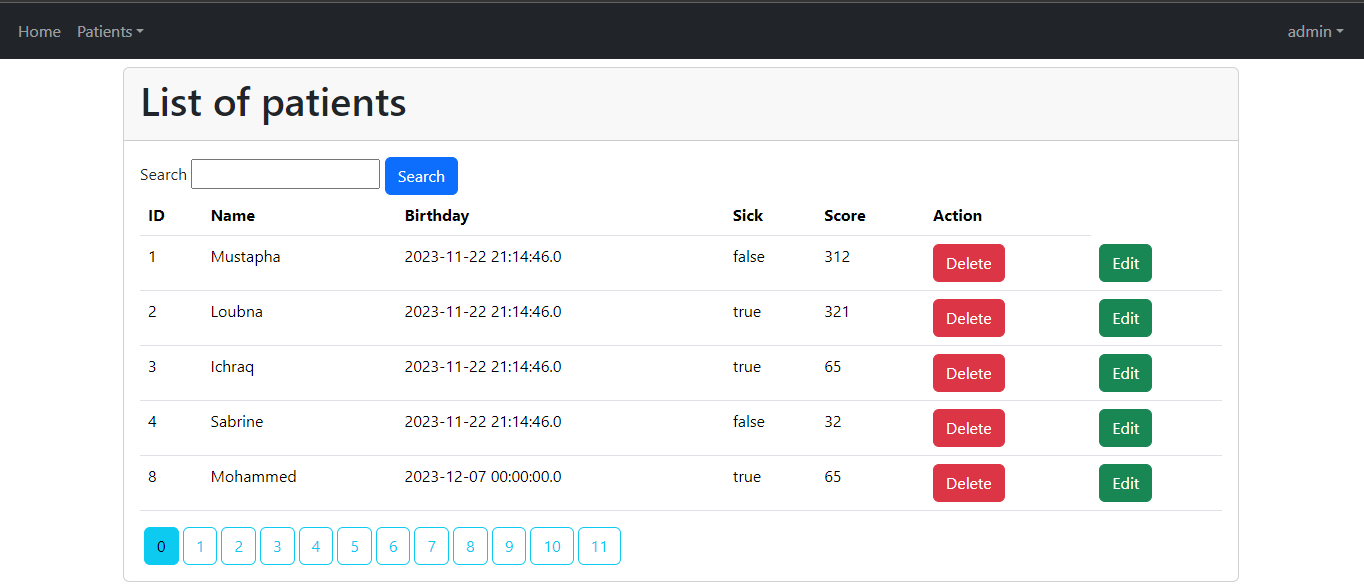 Home Patients admin
List of patients
Search Search
ID Name Birthday Sick Score Action
1 Mustapha 2023-11-22 21:14:46.0 false 312 Delete Edit
2 Loubna 2023-11-22 21:14:46.0 true 321 Delete Edit
3 Ichraq 2023-11-22 21:14:46.0 true 65 Delete Edit
4 Sabrine 2023-11-22 21:14:46.0 false 32 Delete Edit
8 Mohammed 2023-12-07 00:00:00.0 true 65 Delete Edit
0 1 2 3 4 5 6 7 8 9 10 11